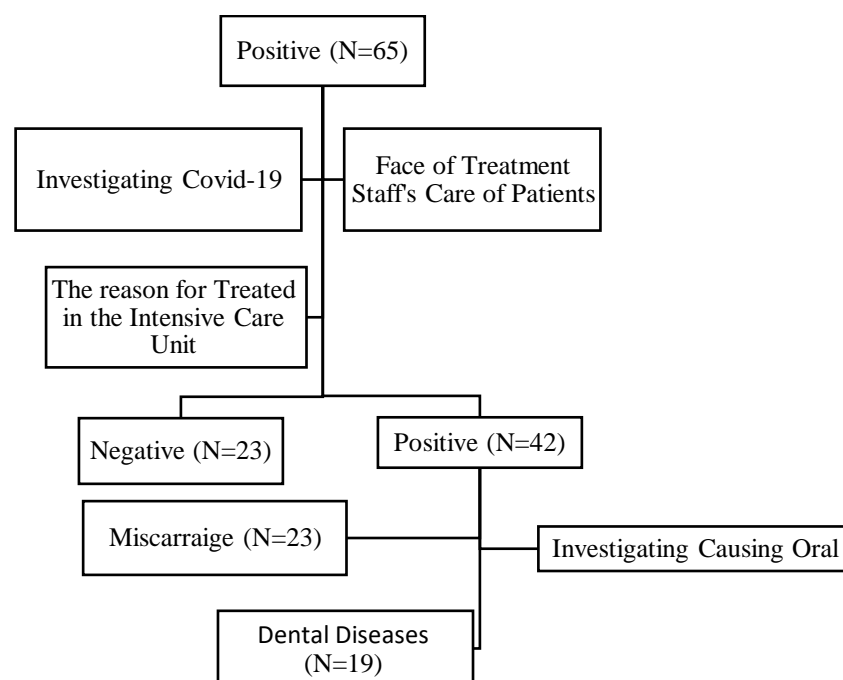 Positive (N=65)
Investigating Covid-19
Face of Treatment
Staff's Care of Patients
The reason for Treated
in the Intensive Care
Unit
Negative (N=23)
Positive (N=42)
Miscarraige (N=23)
Investigating Causing Oral
Dental Diseases
(N=19)